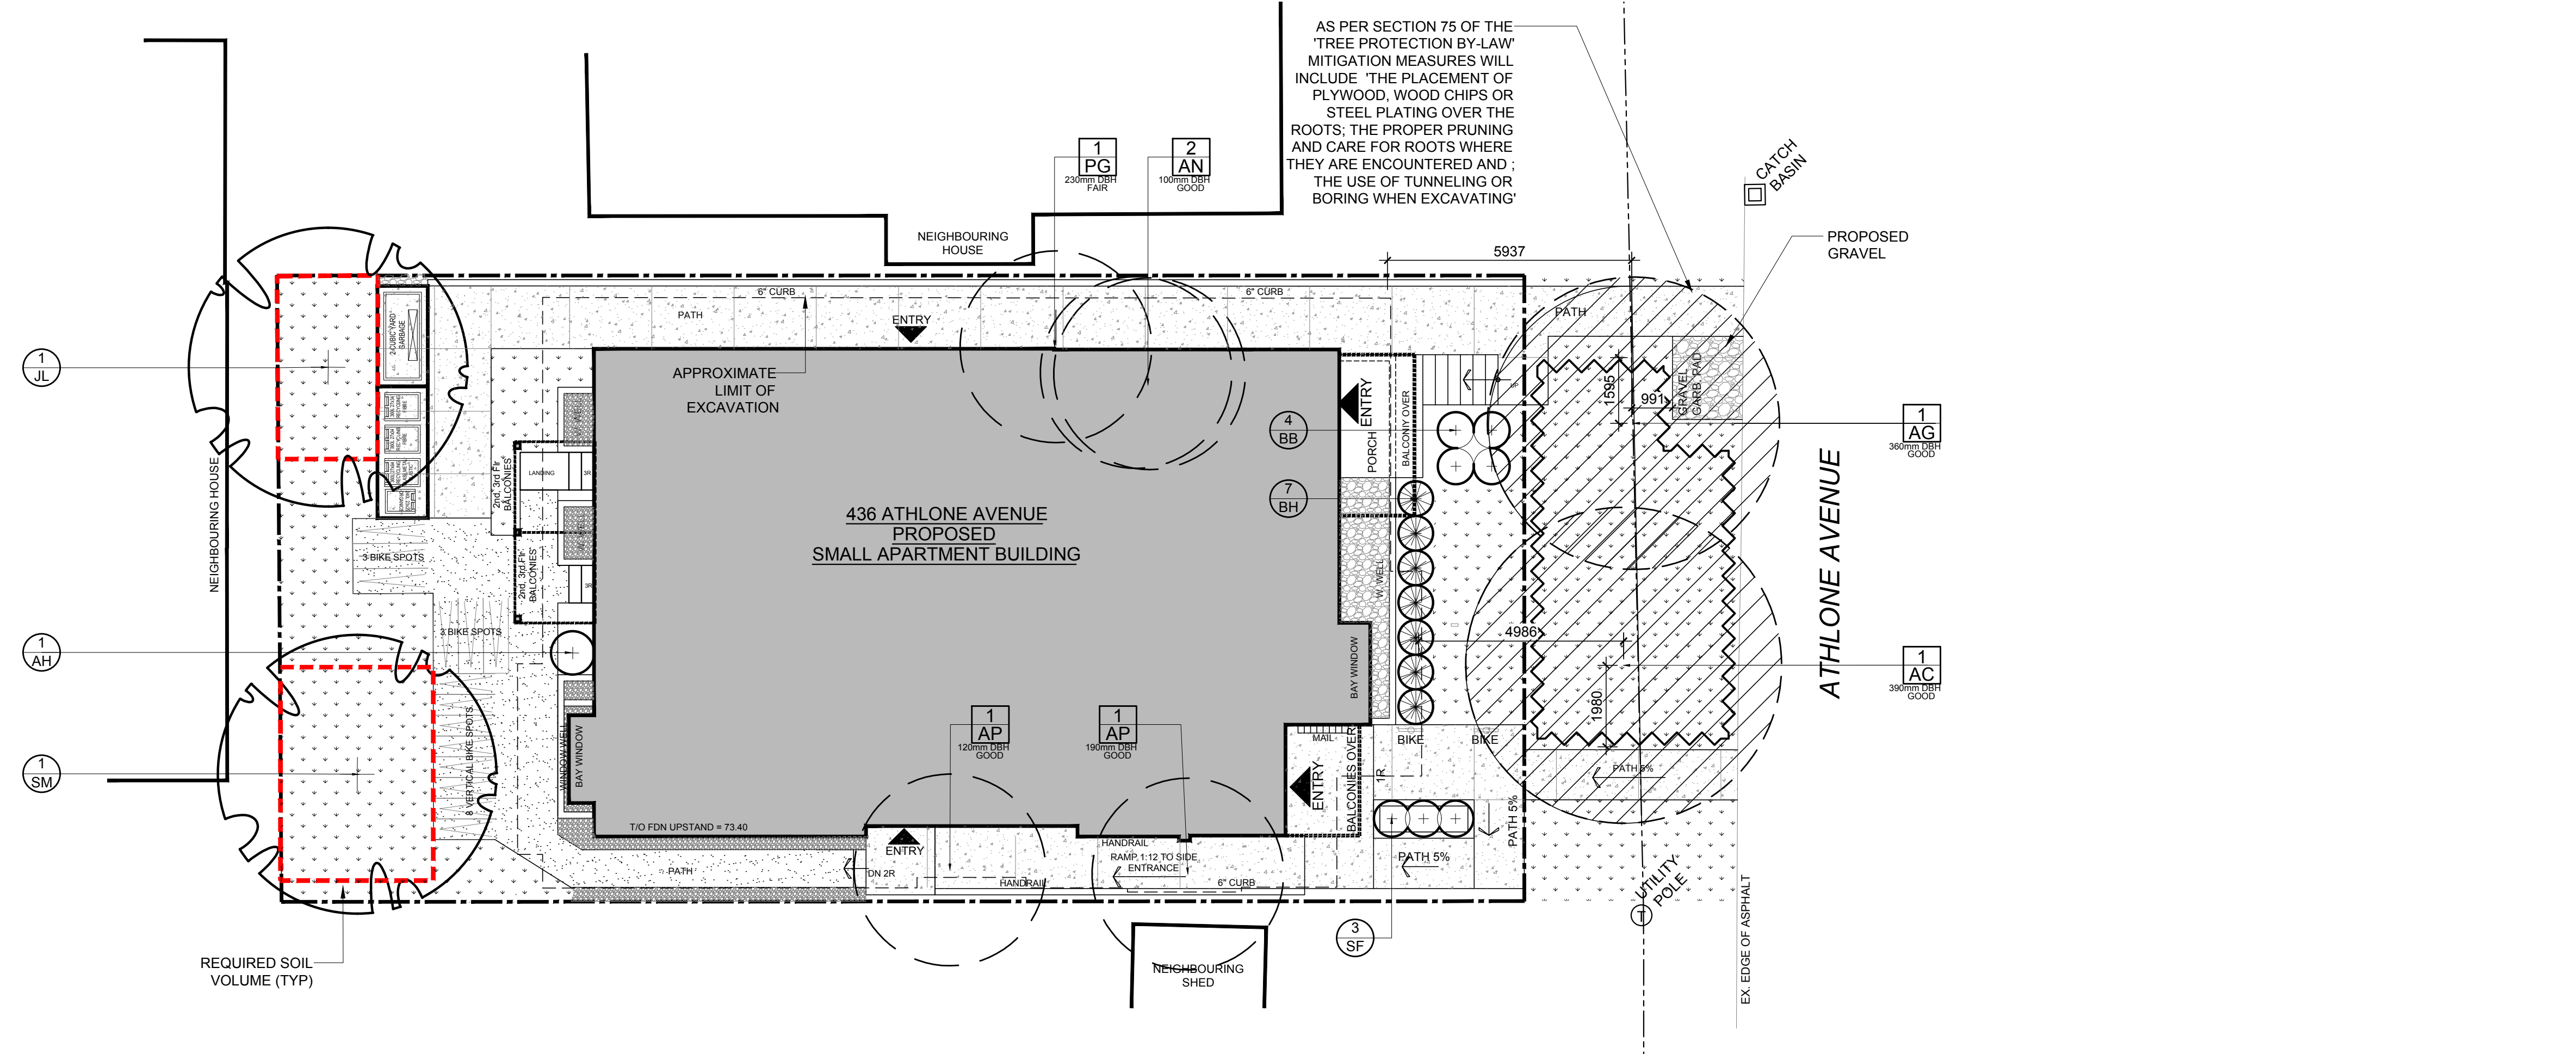 AS PER SECTION 75 OF THE
'TREE PROTECTION BY-LAW'
MITIGATION MEASURES WILL
INCLUDE 'THE PLACEMENT OF
PLYWOOD, WOOD CHIPS OR
STEEL PLATING OVER THE
ROOTS; THE PROPER PRUNING
AND CARE FOR ROOTS WHERE
THEY ARE ENCOUNTERED AND ;
THE USE OF TUNNELING OR
BORING WHEN EXCAVATING'
CATCH
BASIN
PROPOSED
GRAVEL
1
PG
230mm DBH
FAIR
2
AN
100mm DBH
GOOD
NEIGHBOURING
HOUSE
5937
6" CURB
6" CURB
PATH
ENTRY
PATH
2-CUBIC YARD
GARBAGE
1
JL
APPROXIMATE
LIMIT OF
EXCAVATION
ENTRY
PORCH
BALCONIY OVER
UP
1595
991
GRAVEL
GARB. PAD
1
AG
360mm DBH
GOOD
4
BB
7
BH
LANDING
3R
2nd, 3rd Flr
BALCONIES
2nd, 3rd Flr
BALCONIES
3R
436 ATHLONE AVENUE
PROPOSED
SMALL APARTMENT BUILDING
NEIGHBOURING HOUSE
3 BIKE SPOTS
3 BIKE SPOTS
8 VERTICAL BIKE SPOTS
W. WELL
4986
1980
ATHLONE AVENUE
1
AH
1
AC
390mm DBH
GOOD
BAY WINDOW
1
SM
WINDOW WELL
BAY WINDOW
1
AP
120mm DBH
GOOD
1
AP
190mm DBH
GOOD
MAIL
BIKE
BIKE
BALCONIES OVER
1R
ENTRY
PATH 5%
T/O FDN UPSTAND = 73.40
ENTRY
HANDRAIL
RAMP 1:12 TO SIDE
ENTRANCE
PATH 5%
PATH 5%
PATH
DN 2R
HANDRAIL
6" CURB
UTILITY
POLE
T
EX. EDGE OF ASPHALT
3
SF
REQUIRED SOIL
VOLUME (TYP)
NEIGHBOURING
SHED